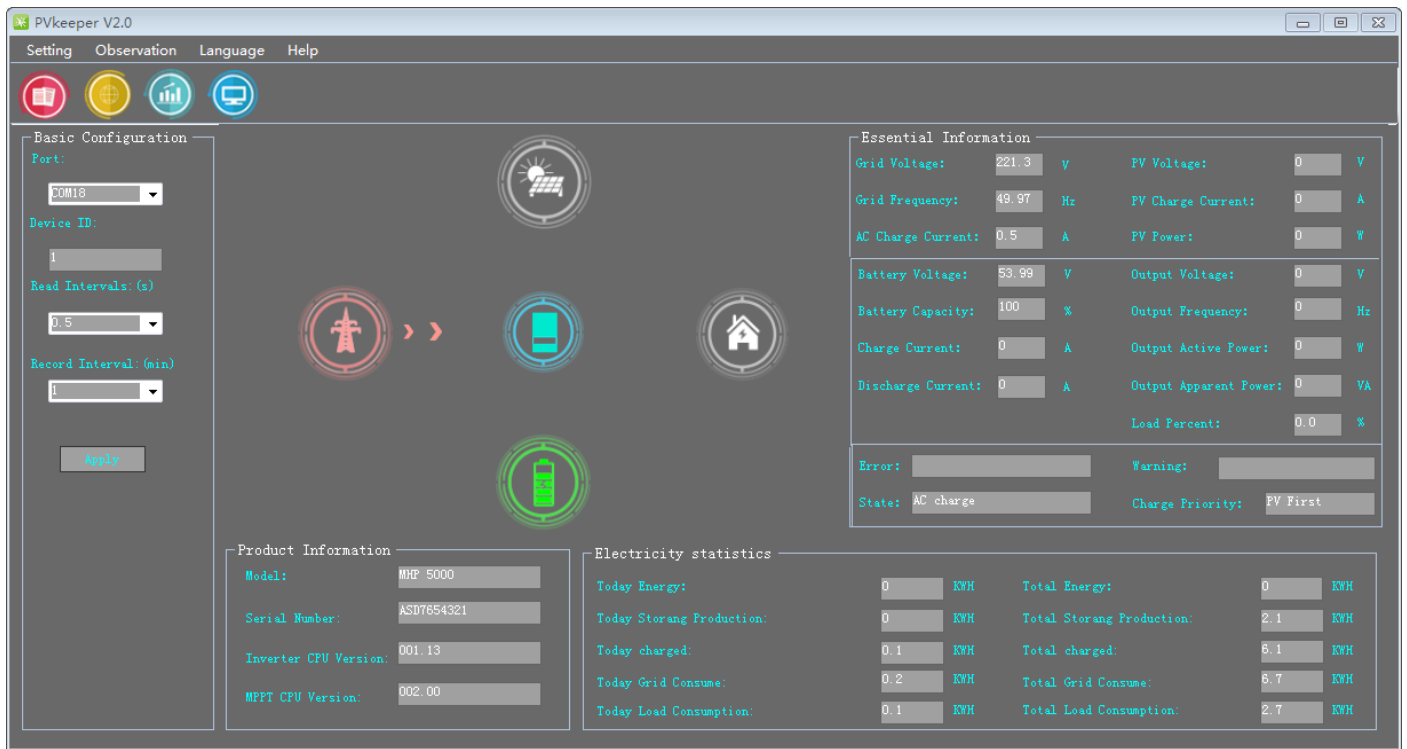 PVkeeper V2.0
Setting Observation Language Help
Basic Configuration
Port:
COM18
Device ID:
1
Read Intervals:(s)
0.5
Record Interval:(min)
1
Apply
Essential Information
Grid Voltage: 221.3 V PV Voltage: 0 V
Grid Frequency: 49.97 Hz PV Charge Current: 0 A
AC Charge Current: 0.5 A PV Power: 0 W
Battery Voltage: 53.99 V Output Voltage: 0 V
Battery Capacity: 100 % Output Frequency: 0 Hz
Charge Current: 0 A Output Active Power: 0 W
Discharge Current: 0 A Output Apparent Power: 0 VA
Load Percent: 0.0 %
Error: Warning:
State: AC charge Charge Priority: PV First
Product Information
Model: MHP 5000
Serial Number: ASD7654321
Inverter CPU Version: 001.13
MPPT CPU Version: 002.00
Electricity statistics
Today Energy: 0 KWH Total Energy: 0 KWH
Today Storang Production: 0 KWH Total Storang Production: 2.1 KWH
Today charged: 0.1 KWH Total charged: 6.1 KWH
Today Grid Consume: 0.2 KWH Total Grid Consume: 6.7 KWH
Today Load Consumption: 0.1 KWH Total Load Consumption: 2.7 KWH